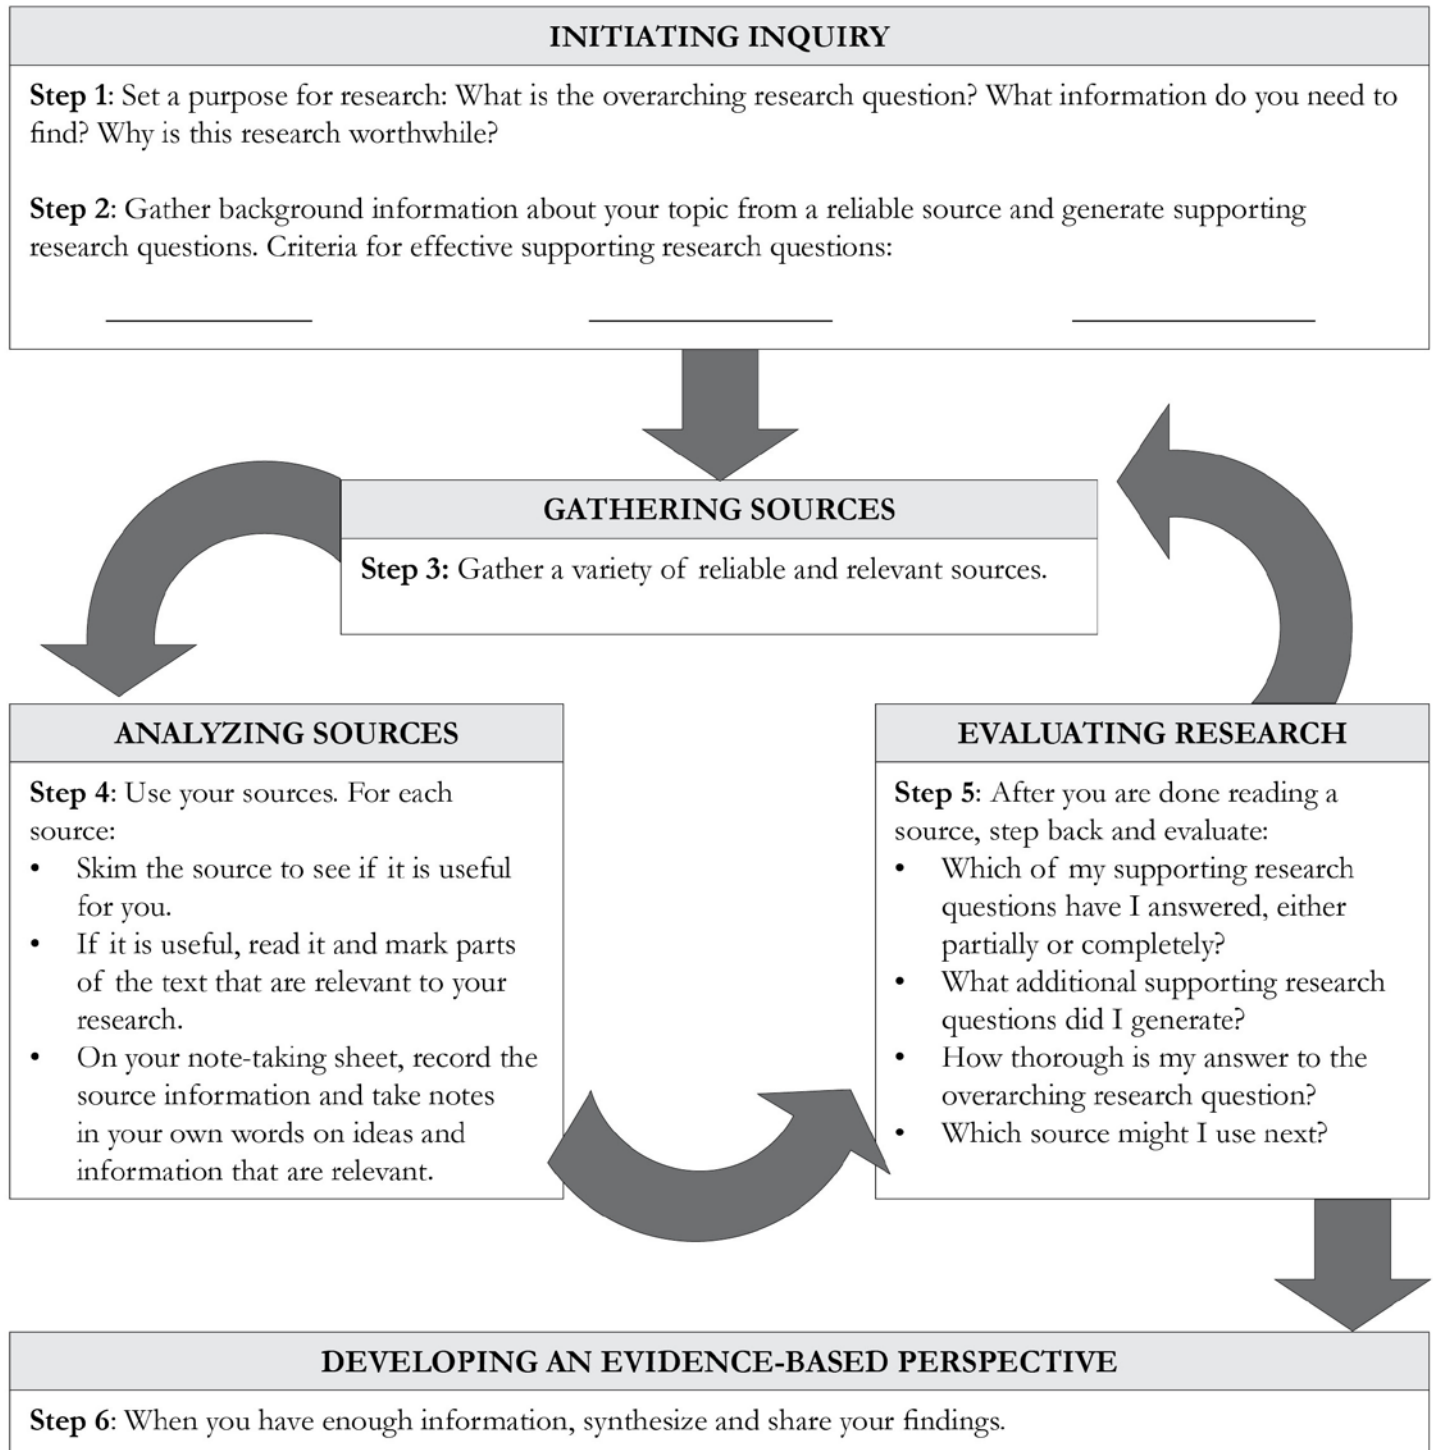 INITIATING INQUIRY
Step 1: Set a purpose for research: What is the overarching research question? What information do you need to
find? Why is this research worthwhile?
Step 2: Gather background information about your topic from a reliable source and generate supporting
research questions. Criteria for effective supporting research questions:
GATHERING SOURCES
Step 3: Gather a variety of reliable and relevant sources.
ANALYZING SOURCES
Step 4: Use your sources. For each
source:
• Skim the source to see if it is useful
for you.
• If it is useful, read it and mark parts
of the text that are relevant to your
research.
• On your note-taking sheet, record the
source information and take notes
in your own words on ideas and
information that are relevant.
EVALUATING RESEARCH
Step 5: After you are done reading a
source, step back and evaluate:
• Which of my supporting research
questions have I answered, either
partially or completely?
• What additional supporting research
questions did I generate?
• How thorough is my answer to the
overarching research question?
• Which source might I use next?
DEVELOPING AN EVIDENCE-BASED PERSPECTIVE
Step 6: When you have enough information, synthesize and share your findings.